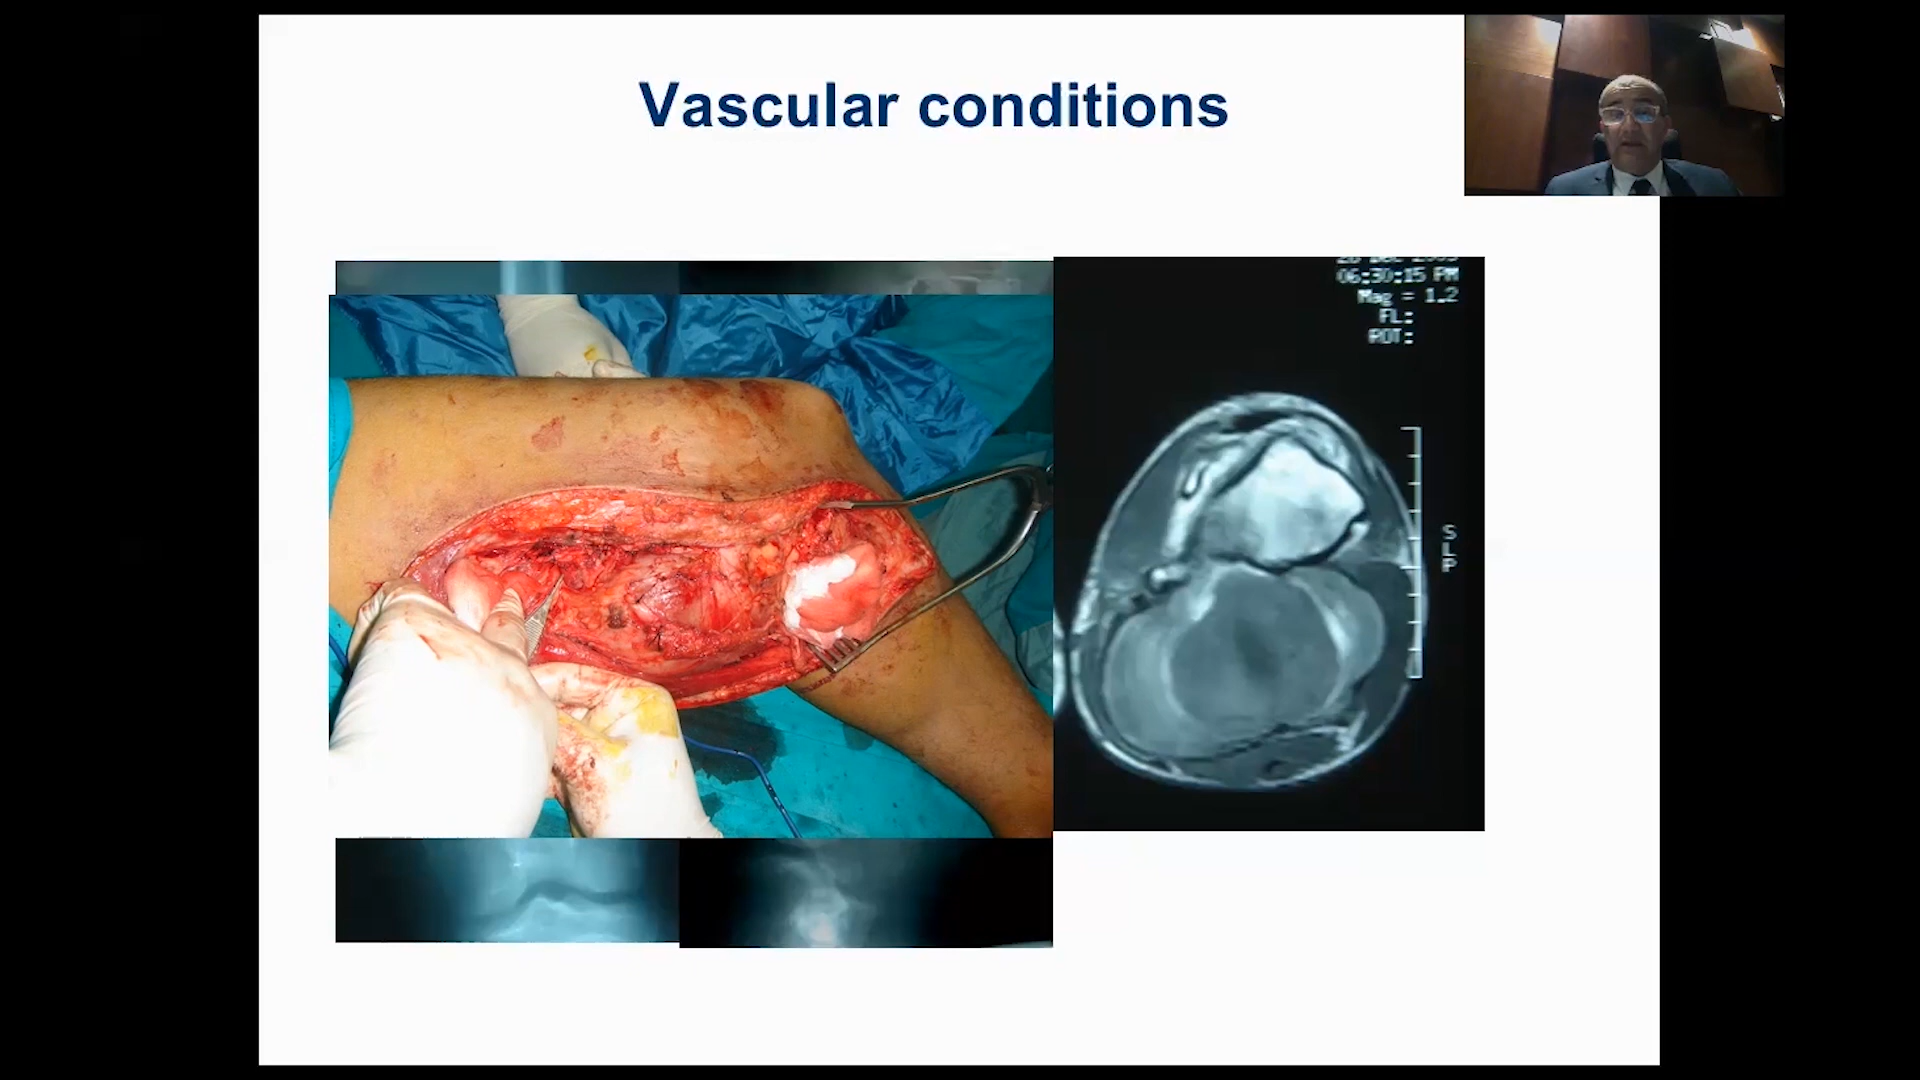 Vascular conditions
06:30:15 PM
Mag = 1.2
FL:
ROT:
S
L
P